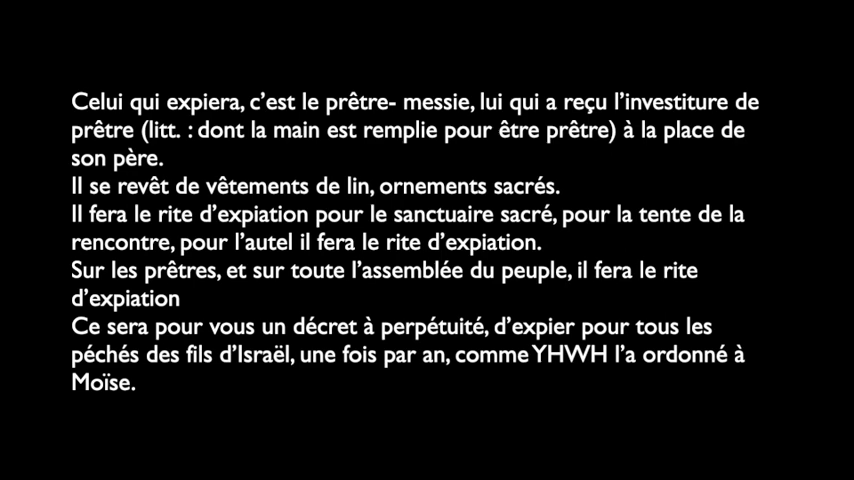 Celui qui expiera, c’est le prêtre- messie, lui qui a reçu l’investiture de
prêtre (litt. : dont la main est remplie pour être prêtre) à la place de
son père.
Il se revêt de vêtements de lin, ornements sacrés.
Il fera le rite d’expiation pour le sanctuaire sacré, pour la tente de la
rencontre, pour l’autel il fera le rite d’expiation.
Sur les prêtres, et sur toute l’assemblée du peuple, il fera le rite
d’expiation
Ce sera pour vous un décret à perpétuité, d’expier pour tous les
péchés des fils d’Israël, une fois par an, comme YHWH l’a ordonné à
Moïse.